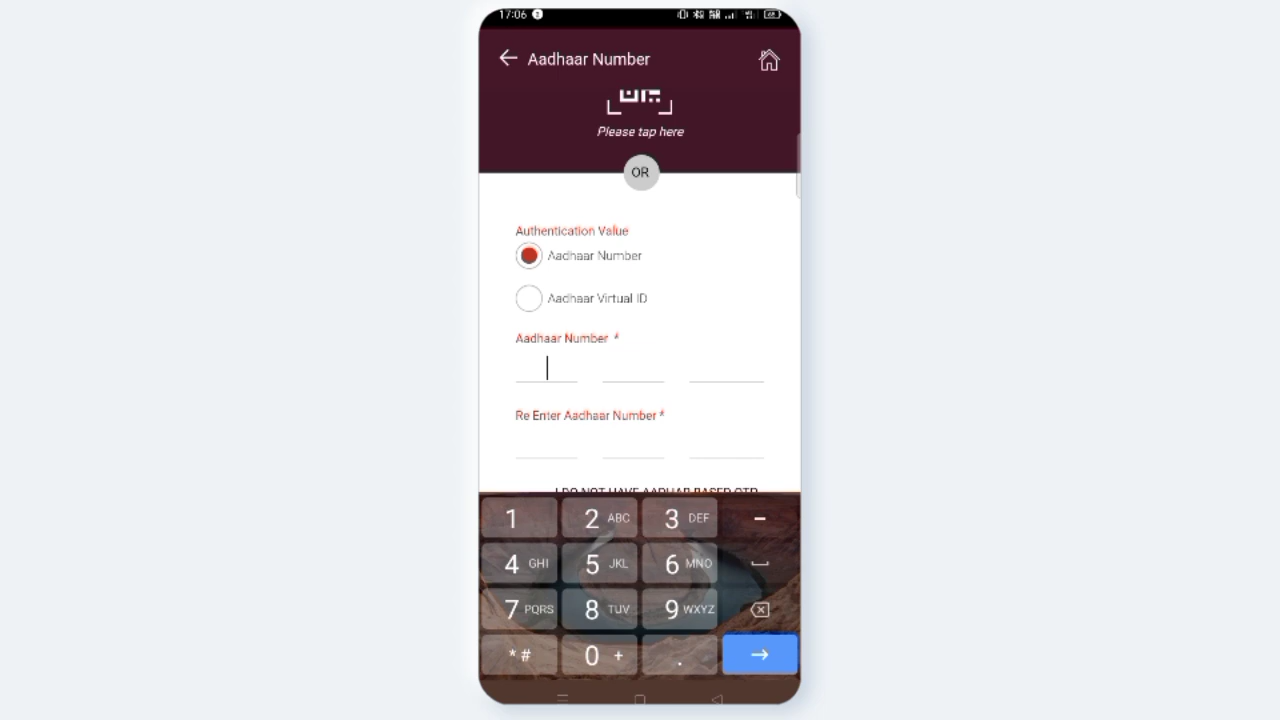 17:06
Aadhaar Number
Please tap here
OR
Authentication Value
Aadhaar Number
Aadhaar Virtual ID
Aadhaar Number *
Re Enter Aadhaar Number *
1 2 ABC 3 DEF -
4 GHI 5 JKL 6 MNO
7 PQRS 8 TUV 9 WXYZ
* # 0 + .